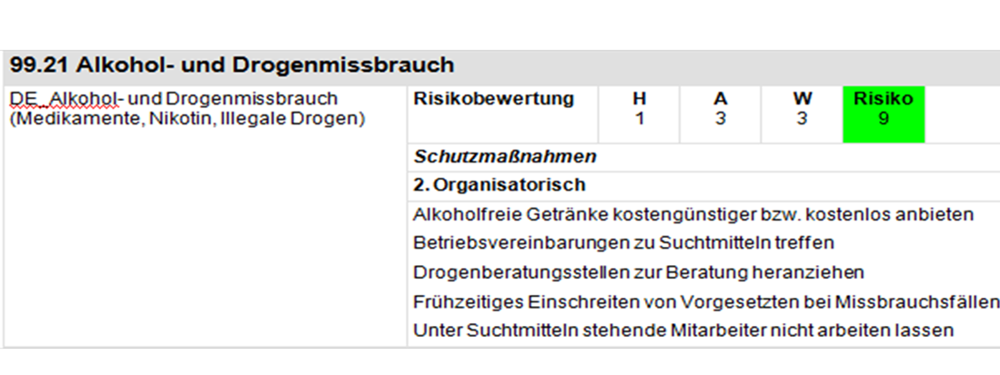 99.21 Alkohol- und Drogenmissbrauch
DE_Alkohol- und Drogenmissbrauch
(Medikamente, Nikotin, Illegale Drogen)
Risikobewertung H A W Risiko
1 3 3 9
Schutzmaßnahmen
2. Organisatorisch
Alkoholfreie Getränke kostengünstiger bzw. kostenlos anbieten
Betriebsvereinbarungen zu Suchtmitteln treffen
Drogenberatungsstellen zur Beratung heranziehen
Frühzeitiges Einschreiten von Vorgesetzten bei Missbrauchsfällen
Unter Suchtmitteln stehende Mitarbeiter nicht arbeiten lassen